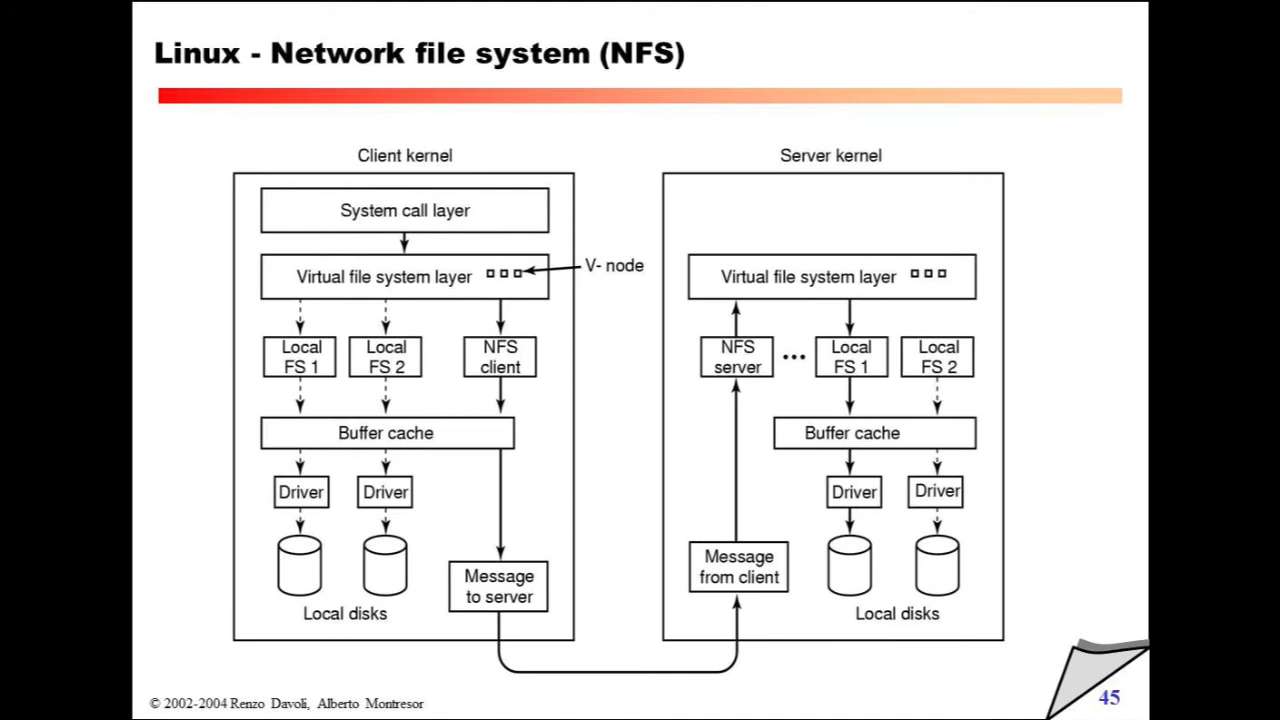 Linux - Network file system (NFS)
Client kernel
System call layer
Virtual file system layer
V- node
Local
FS 1
Local
FS 2
NFS
client
Buffer cache
Driver
Driver
Message
to server
Local disks
Server kernel
Virtual file system layer
NFS
server
Local
FS 1
Local
FS 2
Buffer cache
Driver
Driver
Message
from client
Local disks
© 2002-2004 Renzo Davoli, Alberto Montresor
45